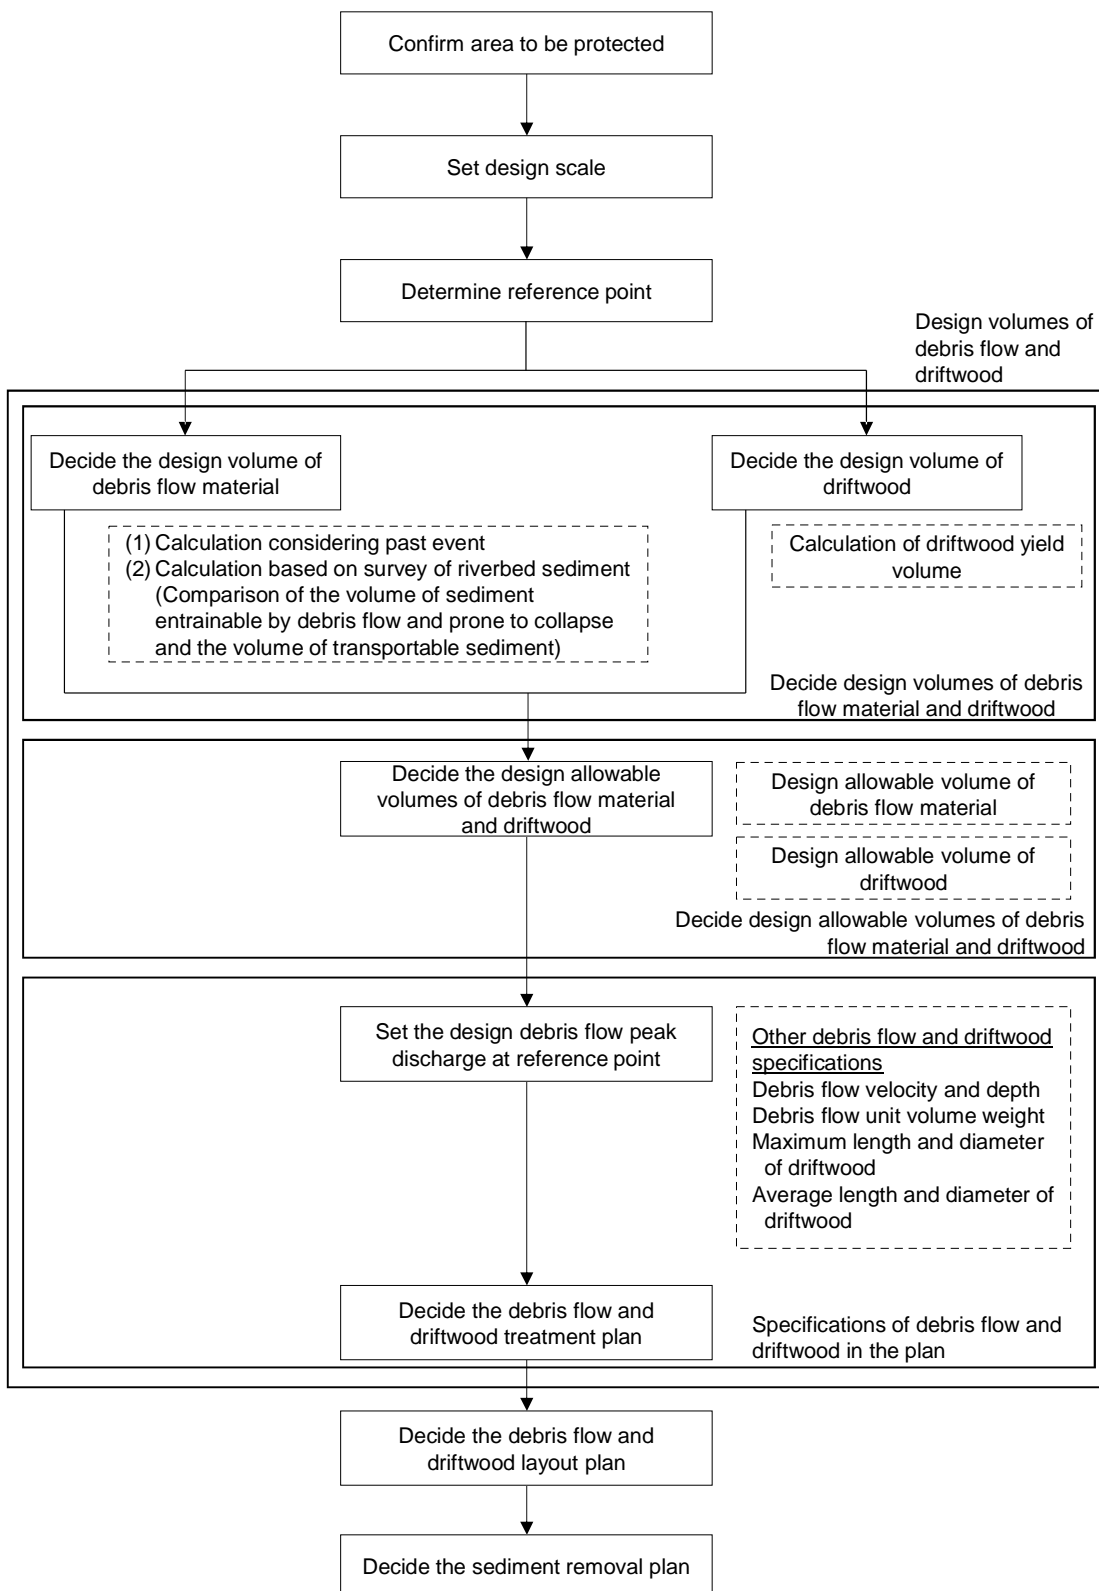 Confirm area to be protected
Set design scale
Determine reference point
Design volumes of
debris flow and
driftwood
Decide the design volume of
debris flow material
Decide the design volume of
driftwood
(1) Calculation considering past event
(2) Calculation based on survey of riverbed sediment
(Comparison of the volume of sediment
entrainable by debris flow and prone to collapse
and the volume of transportable sediment)
Calculation of driftwood yield
volume
Decide design volumes of debris
flow material and driftwood
Decide the design allowable
volumes of debris flow material
and driftwood
Design allowable volume of
debris flow material
Design allowable volume of
driftwood
Decide design allowable volumes of debris
flow material and driftwood
Set the design debris flow peak
discharge at reference point
Other debris flow and driftwood
specifications
Debris flow velocity and depth
Debris flow unit volume weight
Maximum length and diameter
of driftwood
Average length and diameter of
driftwood
Decide the debris flow and
driftwood treatment plan
Specifications of debris flow and
driftwood in the plan
Decide the debris flow and
driftwood layout plan
Decide the sediment removal plan